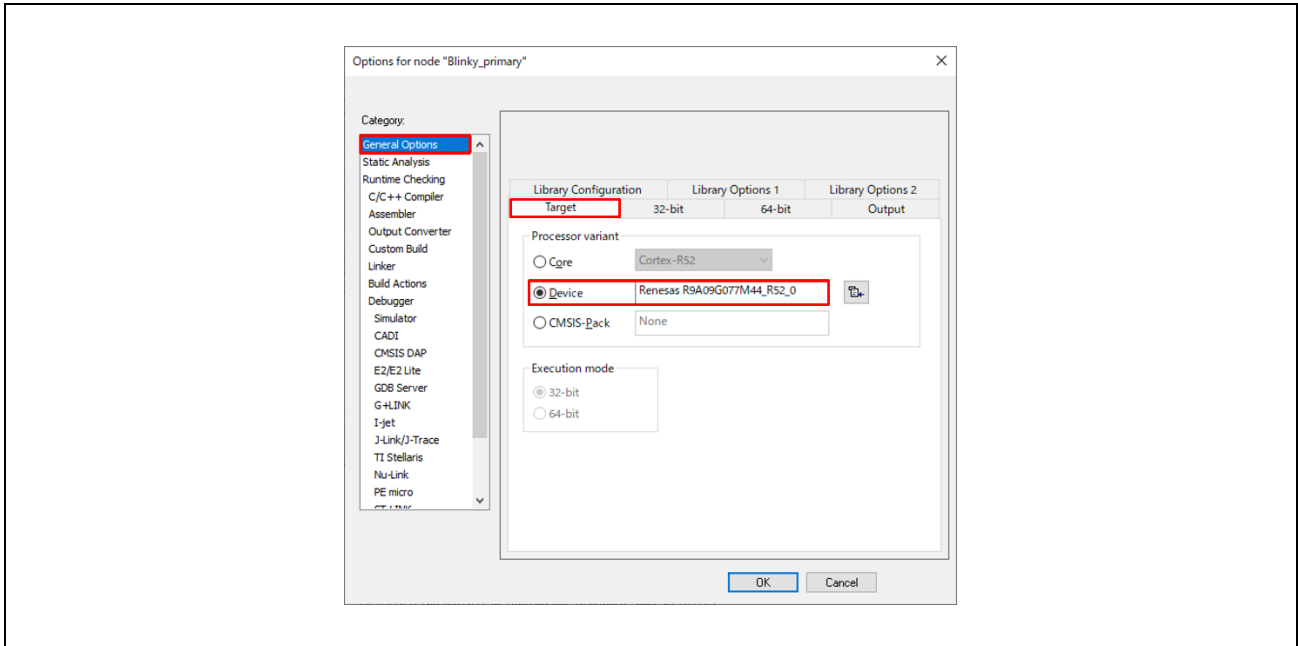 Options for node "Blinky_primary"
Category:
General Options
Static Analysis
Runtime Checking
C/C++ Compiler
Assembler
Output Converter
Custom Build
Linker
Build Actions
Debugger
Simulator
CADI
CMSIS DAP
E2/E2 Lite
GDB Server
G+LINK
I-jet
J-Link/J-Trace
TI Stellaris
Nu-Link
PE micro
Library Configuration Library Options 1 Library Options 2
Target 32-bit 64-bit Output
Processor variant
Core Cortex-R52
Device Renesas R9A09G077M44_R52_0
CMSIS-Pack None
Execution mode
32-bit
64-bit
OK Cancel